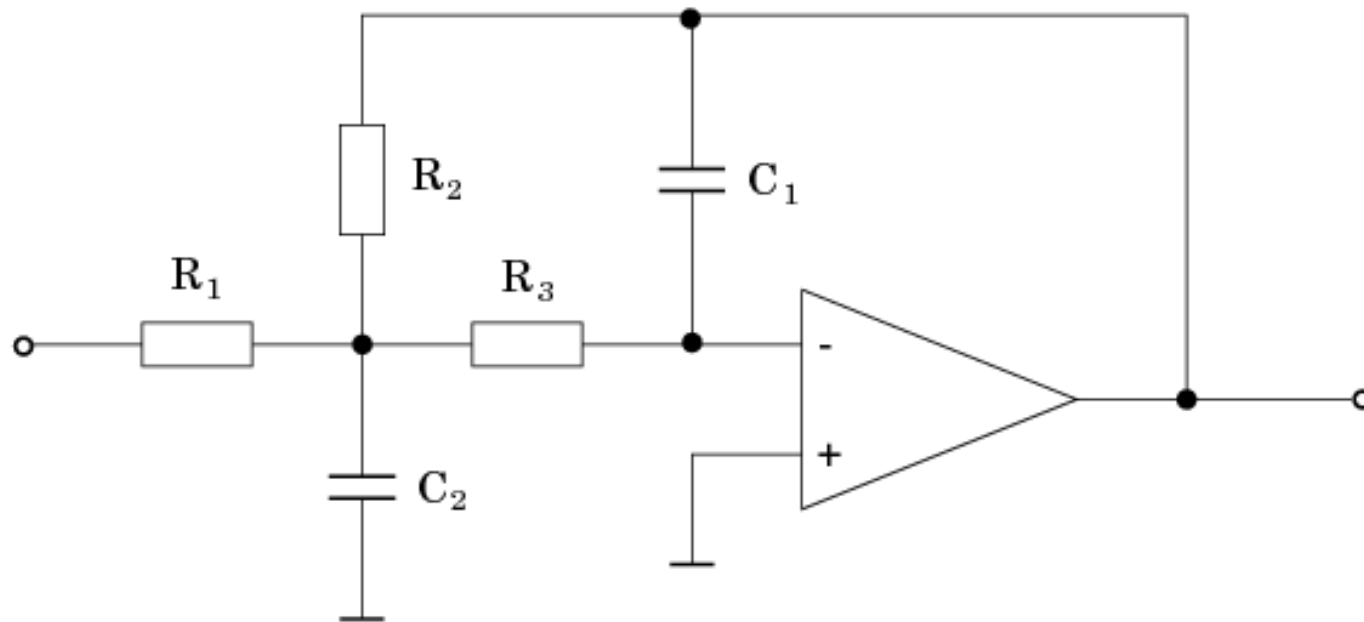 R₂
C₁
R₁
R₃
-
+
C₂